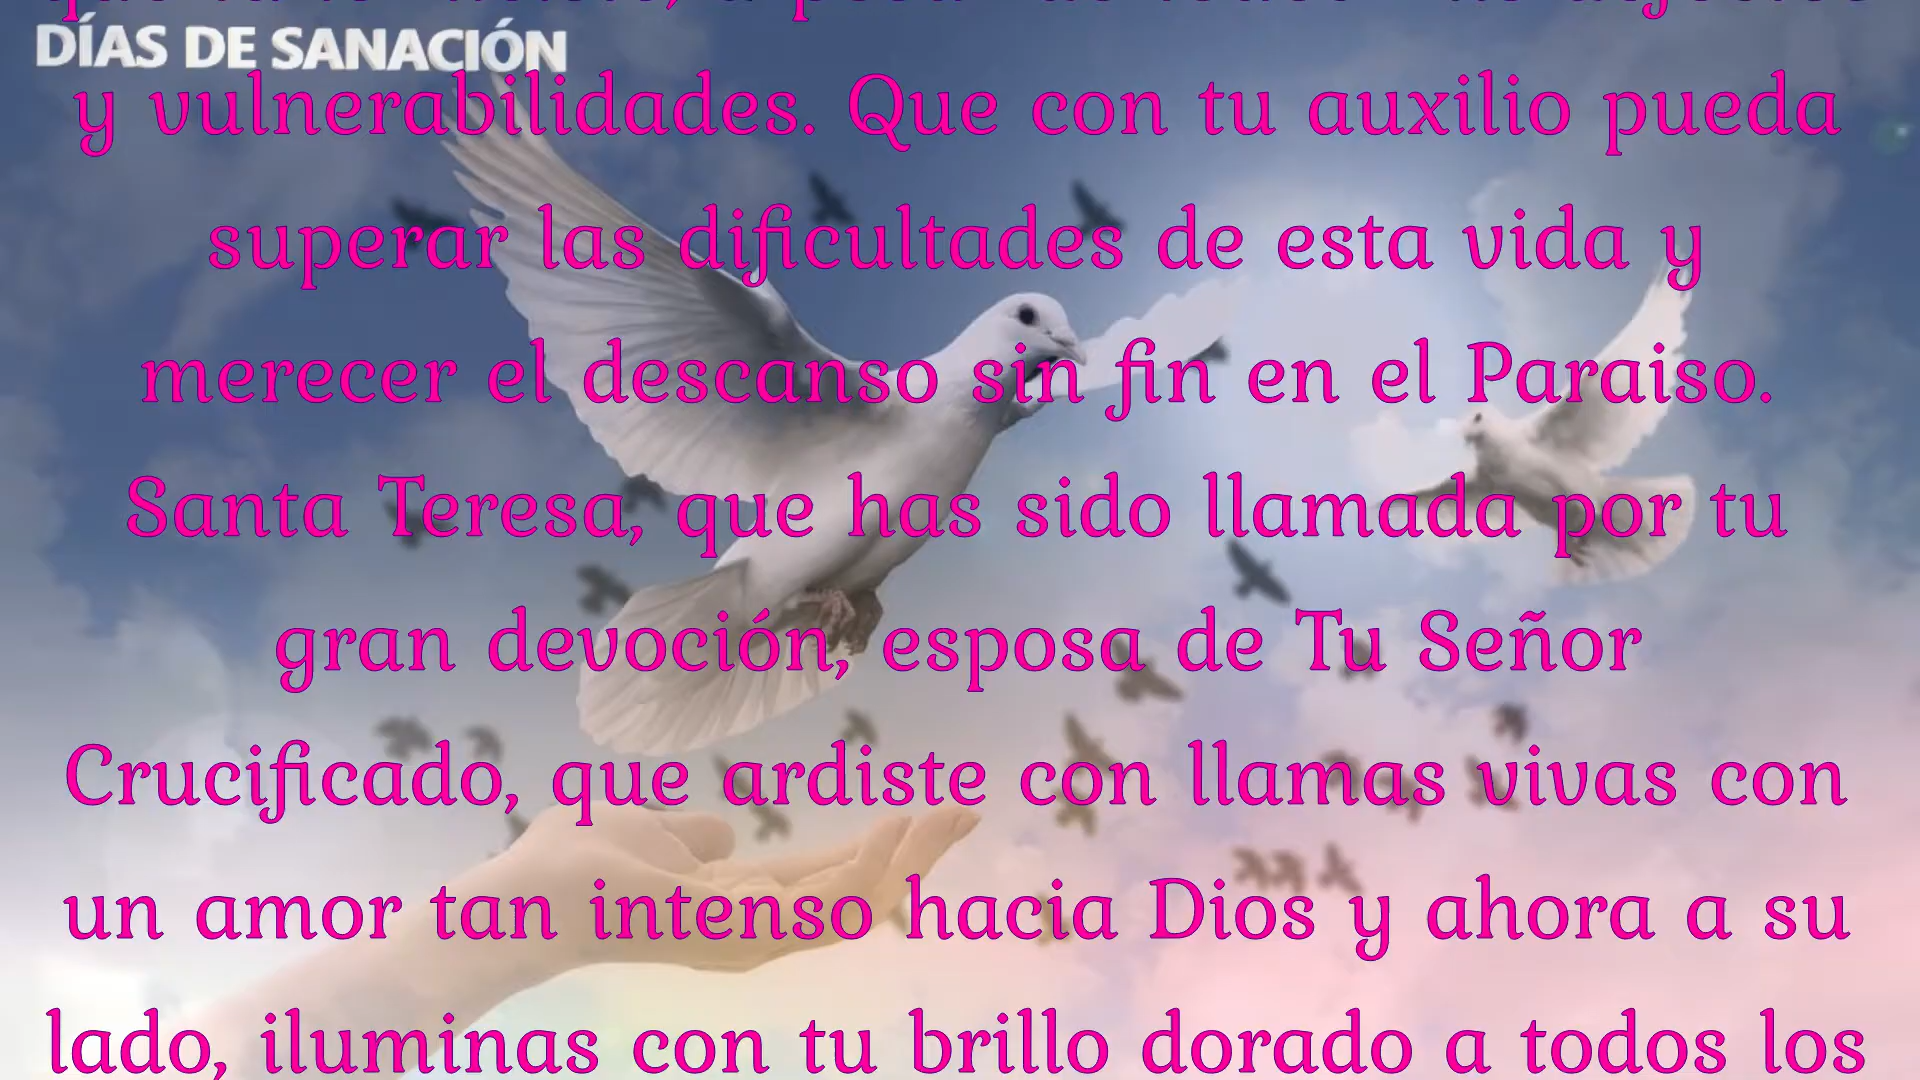 DÍAS DE SANACIÓN
y vulnerabilidades. Que con tu auxilio pueda
superar las dificultades de esta vida y
merecer el descanso sin fin en el Paraiso.
Santa Teresa, que has sido llamada por tu
gran devoción, esposa de Tu Señor
Crucificado, que ardiste con llamas vivas con
un amor tan intenso hacia Dios y ahora a su
lado, iluminas con tu brillo dorado a todos los